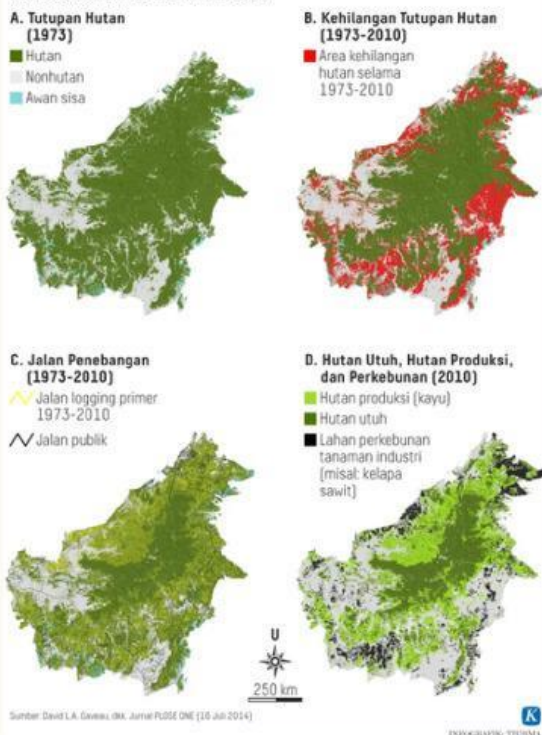 A. Tutupan Hutan
(1973)
Hutan
Nonhutan
Awan sisa
B. Kehilangan Tutupan Hutan
(1973-2010)
Area kehilangan
hutan selama
1973-2010
C. Jalan Penebangan
(1973-2010)
Jalan logging primer
1973-2010
Jalan publik
D. Hutan Utuh, Hutan Produksi,
dan Perkebunan (2010)
Hutan produksi (kayu)
Hutan utuh
Lahan perkebunan
tanaman industri
(misal: kelapa
sawit)
U
250 km
Sumber: David L.A. Gaveau, dkk. Jurnal PLOSE ONE (16 Juli 2014)
K